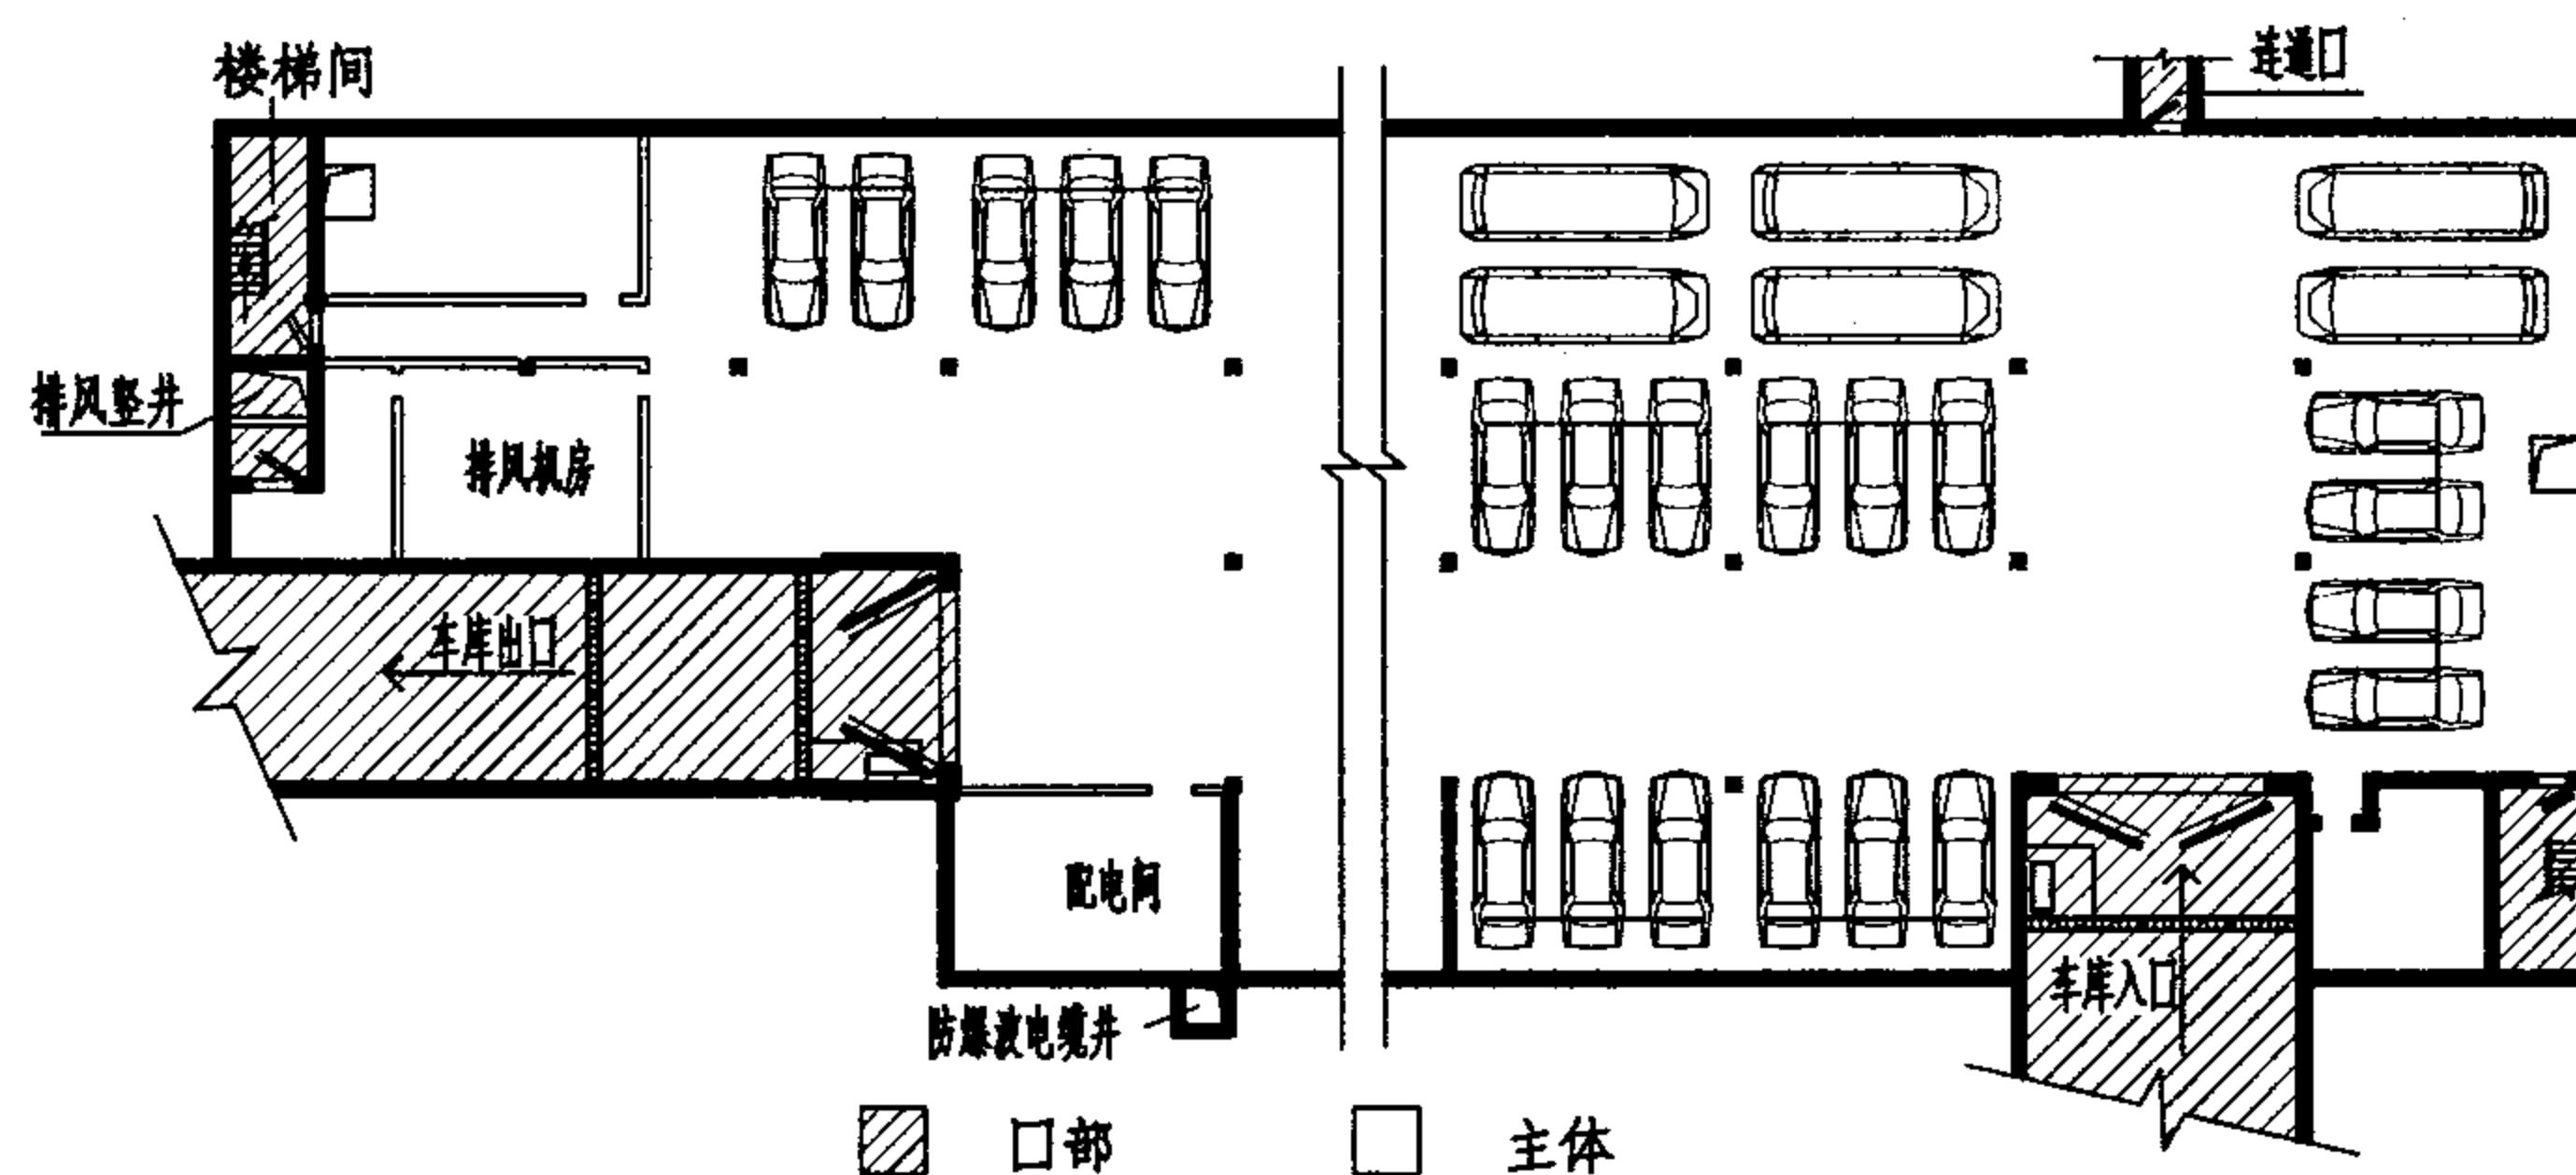 楼梯间
连通口
排风竖井
排风机房
车库出口
配电间
车库入口
防爆波电缆井
口部
主体